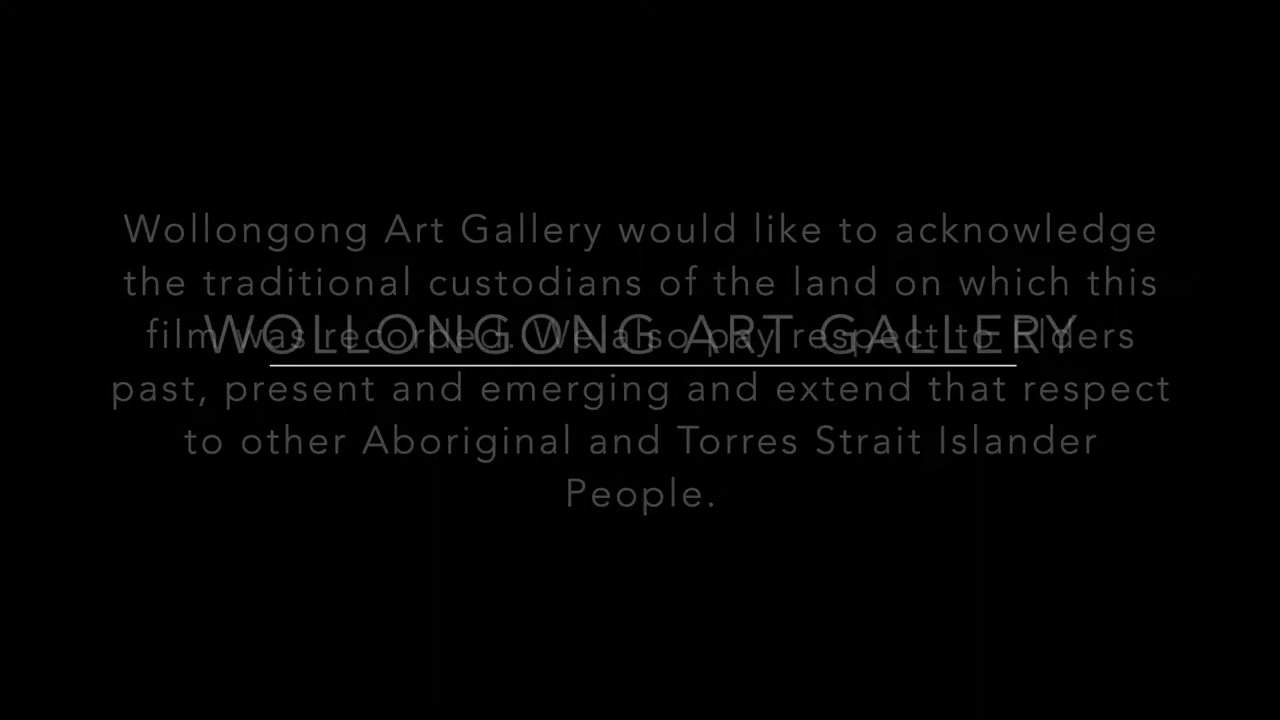 Wollongong Art Gallery would like to acknowledge
the traditional custodians of the land on which this
film was recorded. We also pay respect to Elders
WOLLONGONG ART GALLERY
past, present and emerging and extend that respect
to other Aboriginal and Torres Strait Islander
People.